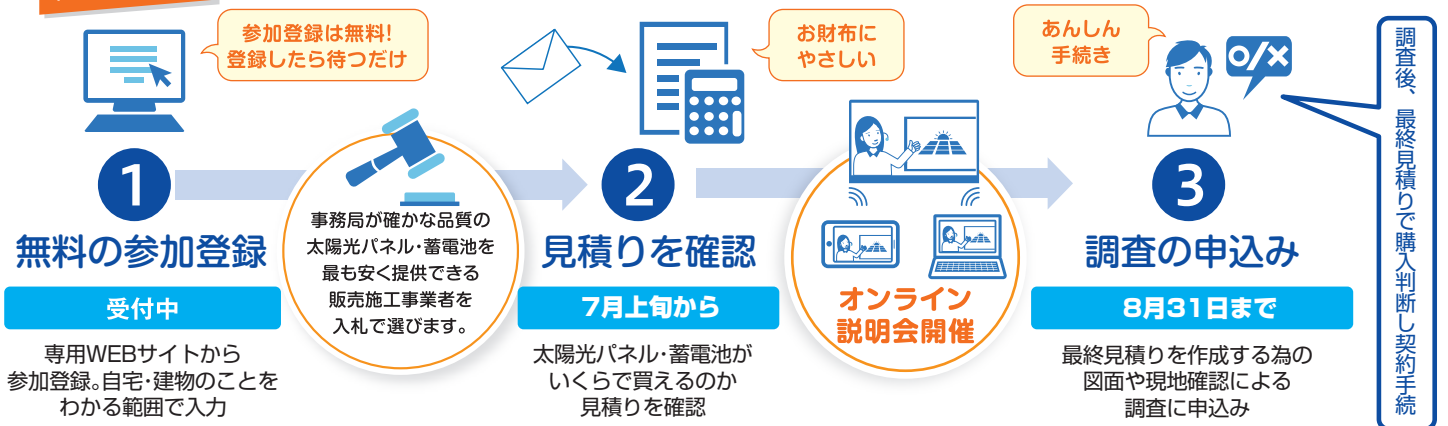 参加登録は無料!
登録したら待つだけ
1
無料の参加登録
受付中
専用WEBサイトから
参加登録。自宅・建物のことを
わかる範囲で入力
事務局が確かな品質の
太陽光パネル・蓄電池を
最も安く提供できる
販売施工事業者を
入札で選びます。
お財布に
やさしい
2
見積りを確認
7月上旬から
太陽光パネル・蓄電池が
いくらで買えるのか
見積りを確認
オンライン
説明会開催
あんしん
手続き
o/×
3
調査の申込み
8月31日まで
最終見積りを作成する為の
図面や現地確認による
調査に申込み
調査後、最終見積りで購入判断し契約手続